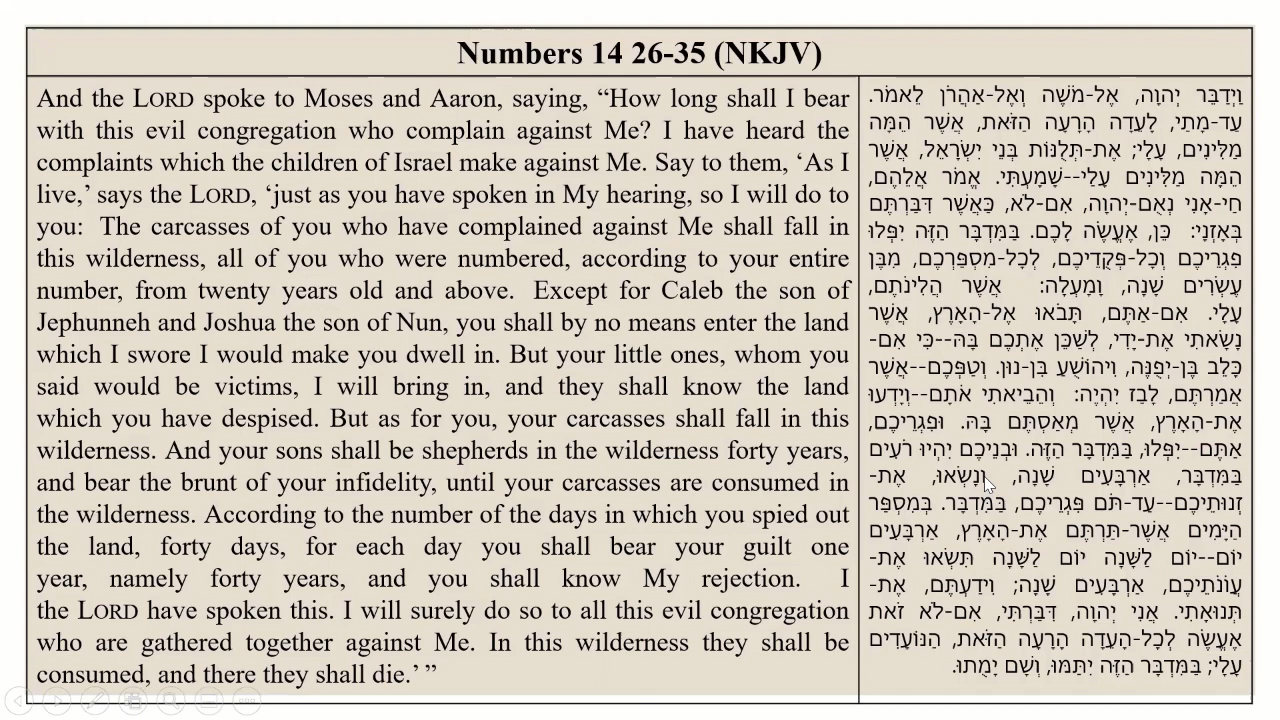 Numbers 14 26-35 (NKJV)
And the LORD spoke to Moses and Aaron, saying, “How long shall I bear
with this evil congregation who complain against Me? I have heard the
complaints which the children of Israel make against Me. Say to them, ‘As I
live,’ says the LORD, ‘just as you have spoken in My hearing, so I will do to
you:  The carcasses of you who have complained against Me shall fall in
this wilderness, all of you who were numbered, according to your entire
number, from twenty years old and above.  Except for Caleb the son of
Jephunneh and Joshua the son of Nun, you shall by no means enter the land
which I swore I would make you dwell in. But your little ones, whom you
said would be victims, I will bring in, and they shall know the land
which you have despised. But as for you, your carcasses shall fall in this
wilderness. And your sons shall be shepherds in the wilderness forty years,
and bear the brunt of your infidelity, until your carcasses are consumed in
the wilderness. According to the number of the days in which you spied out
the land, forty days, for each day you shall bear your guilt one
year, namely forty years, and you shall know My rejection.  I
the LORD have spoken this. I will surely do so to all this evil congregation
who are gathered together against Me. In this wilderness they shall be
consumed, and there they shall die.’ ”
וַיְדַבֵּר יְהוָה, אֶל-מֹשֶׁה וְאֶל-אַהֲרֹן לֵאמֹר.
עַד-מָתַי, לָעֵדָה הָרָעָה הַזֹּאת, אֲשֶׁר הֵמָּה
מַלִּינִים, עָלָי; אֶת-תְּלֻנּוֹת בְּנֵי יִשְׂרָאֵל, אֲשֶׁר
הֵמָּה מַלִּינִים עָלַי--שָׁמָעְתִּי. אֱמֹר אֲלֵהֶם,
חַי-אָנִי נְאֻם-יְהוָה, אִם-לֹא, כַּאֲשֶׁר דִּבַּרְתֶּם
בְּאָזְנָי:  כֵּן, אֶעֱשֶׂה לָכֶם. בַּמִּדְבָּר הַזֶּה יִפְּלוּ
פִגְרֵיכֶם וְכָל-פְּקֻדֵיכֶם, לְכָל-מִסְפַּרְכֶם, מִבֶּן
עֶשְׂרִים שָׁנָה, וָמָעְלָה:  אֲשֶׁר הֲלִינֹתֶם,
עָלָי. אִם-אַתֶּם, תָּבֹאוּ אֶל-הָאָרֶץ, אֲשֶׁר
נָשָׂאתִי אֶת-יָדִי, לְשַׁכֵּן אֶתְכֶם בָּהּ--כִּי אִם-
כָּלֵב בֶּן-יְפֻנֶּה, וִיהוֹשֻׁעַ בִּן-נוּן. וְטַפְּכֶם--אֲשֶׁר
אֲמַרְתֶּם, לָבַז יִהְיֶה:  וְהֵבֵיאתִי אֹתָם--וְיָדְעוּ
אֶת-הָאָרֶץ, אֲשֶׁר מְאַסְתֶּם בָּהּ. וּפִגְרֵיכֶם,
אַתֶּם--יִפְּלוּ, בַּמִּדְבָּר הַזֶּה. וּבְנֵיכֶם יִהְיוּ רֹעִים
בַּמִּדְבָּר, אַרְבָּעִים שָׁנָה, וְנָשְׂאוּ, אֶת-
זְנוּתֵיכֶם--עַד-תֹּם פִּגְרֵיכֶם, בַּמִּדְבָּר. בְּמִסְפַּר
הַיָּמִים אֲשֶׁר-תַּרְתֶּם אֶת-הָאָרֶץ, אַרְבָּעִים
יוֹם--יוֹם לַשָּׁנָה יוֹם לַשָּׁנָה תִּשְׂאוּ אֶת-
עֲוֺנֹתֵיכֶם, אַרְבָּעִים שָׁנָה; וִידַעְתֶּם, אֶת-
תְּנוּאָתִי. אֲנִי יְהוָה, דִּבַּרְתִּי, אִם-לֹא זֹאת
אֶעֱשֶׂה לְכָל-הָעֵדָה הָרָעָה הַזֹּאת, הַנּוֹעָדִים
עָלָי; בַּמִּדְבָּר הַזֶּה יִתַּמּוּ, וְשָׁם יָמֻתוּ.